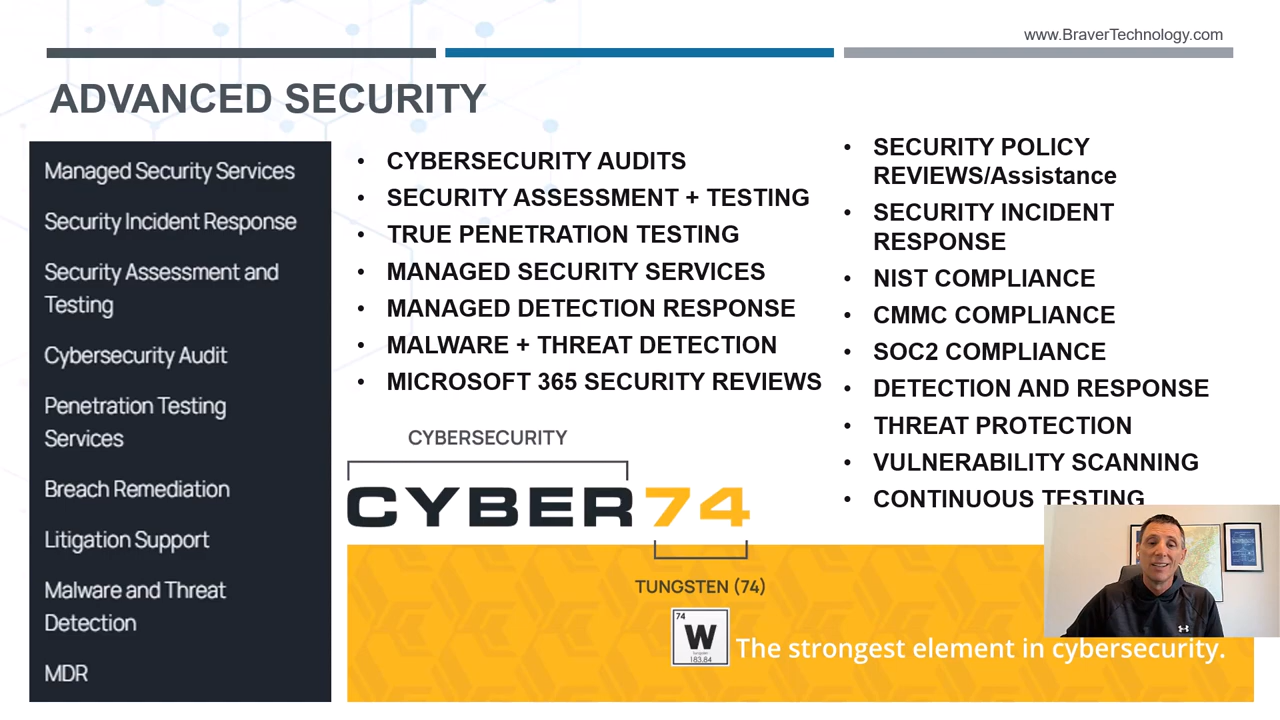 www.BraverTechnology.com
ADVANCED SECURITY
Managed Security Services
Security Incident Response
Security Assessment and
Testing
Cybersecurity Audit
Penetration Testing
Services
Breach Remediation
Litigation Support
Malware and Threat
Detection
MDR
• CYBERSECURITY AUDITS
• SECURITY ASSESSMENT + TESTING
• TRUE PENETRATION TESTING
• MANAGED SECURITY SERVICES
• MANAGED DETECTION RESPONSE
• MALWARE + THREAT DETECTION
• MICROSOFT 365 SECURITY REVIEWS
• SECURITY POLICY
REVIEWS/Assistance
• SECURITY INCIDENT
RESPONSE
• NIST COMPLIANCE
• CMMC COMPLIANCE
• SOC2 COMPLIANCE
• DETECTION AND RESPONSE
• THREAT PROTECTION
• VULNERABILITY SCANNING
• CONTINUOUS TESTING
CYBERSECURITY
CYBER74
TUNGSTEN (74)
74
W
183.84
The strongest element in cybersecurity.